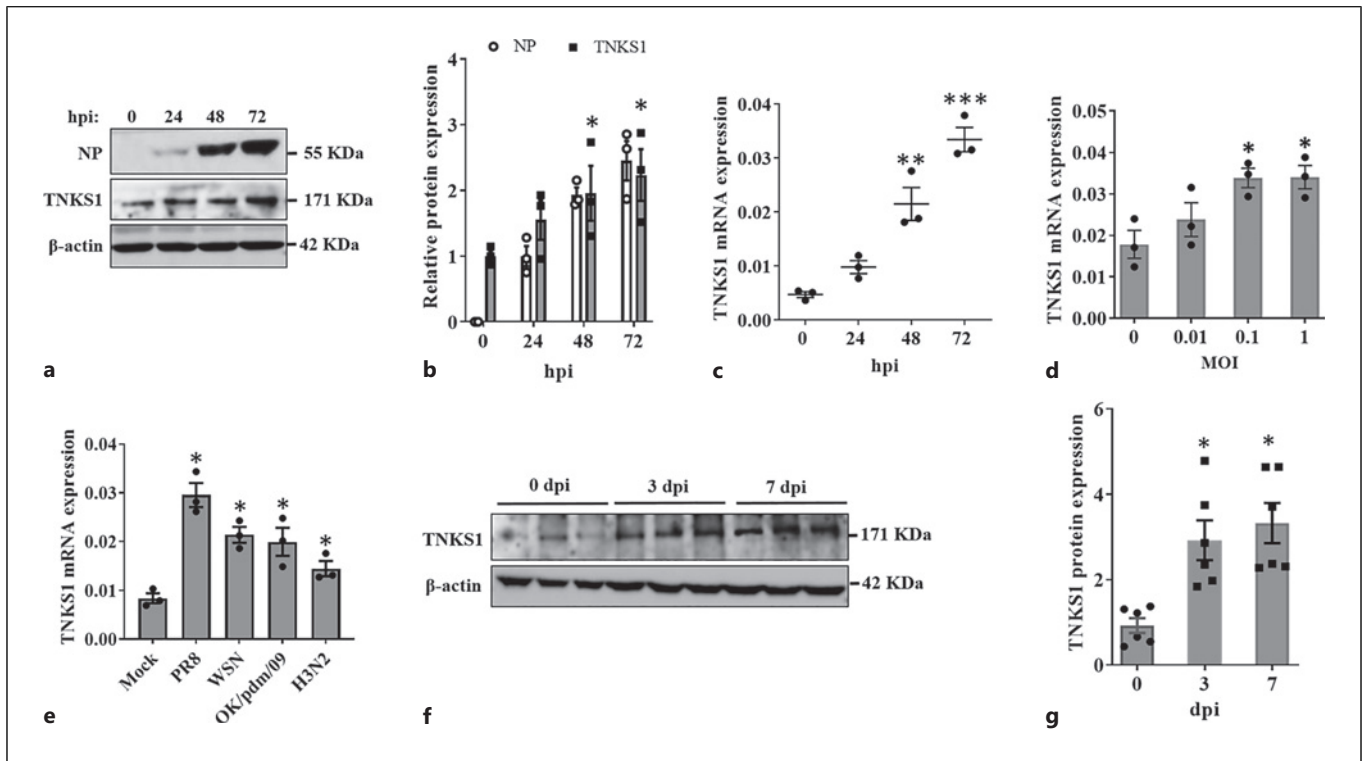 hpi: 0 24 48 72
NP 55 KDa
TNKS1 171 KDa
β-actin 42 KDa
a
NP TNKS1
Relative protein expression
4
3
2
1
0
* *
0 24 48 72
hpi
b
TNKS1 mRNA expression
0.04
0.03
0.02
0.01
0.00
** ***
0 24 48 72
hpi
c
TNKS1 mRNA expression
0.05
0.04
0.03
0.02
0.01
0.00
* *
0 0.01 0.1 1
MOI
d
TNKS1 mRNA expression
0.04
0.03
0.02
0.01
0.00
* * * *
Mock PR8 WSN OK/pdm/09 H3N2
e
0 dpi 3 dpi 7 dpi
TNKS1 171 KDa
β-actin 42 KDa
f
TNKS1 protein expression
6
4
2
0
* *
0 3 7
dpi
g